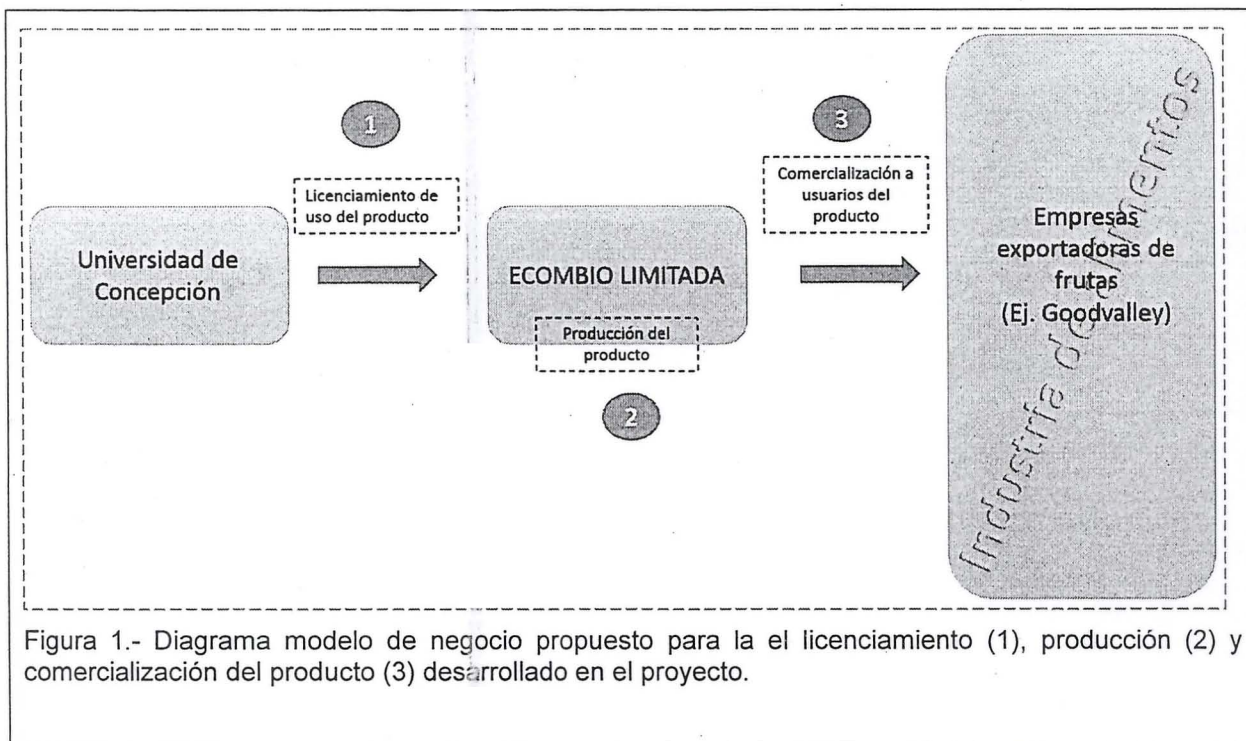 1
3
Licenciamiento de
uso del producto
Comercialización a
usuarios del
producto
Universidad de
Concepción
ECOMBIO LIMITADA
Producción del
producto
2
Empresas
exportadoras de
frutas
(Ej. Goodvalley)
Industria de alimentos
Figura 1.- Diagrama modelo de negocio propuesto para la el licenciamiento (1), producción (2) y
comercialización del producto (3) desarrollado en el proyecto.